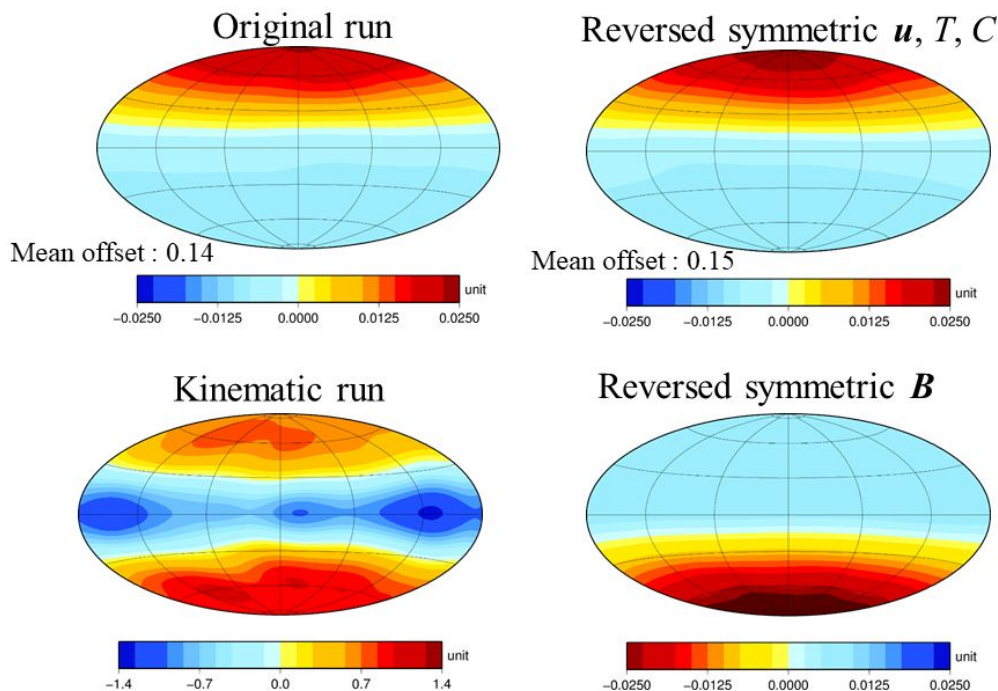 Original run
Reversed symmetric u, T, C
Mean offset : 0.14
unit
−0.0250 −0.0125 0.0000 0.0125 0.0250
Mean offset : 0.15
unit
−0.0250 −0.0125 0.0000 0.0125 0.0250
Kinematic run
Reversed symmetric B
unit
−1.4 −0.7 0.0 0.7 1.4
unit
−0.0250 −0.0125 0.0000 0.0125 0.0250